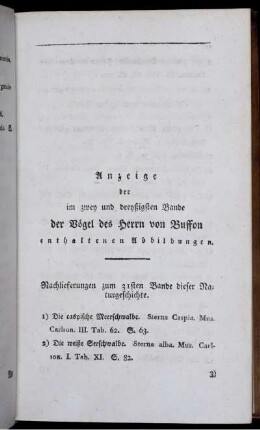 Anzeige
der
im zwey und dreyßigsten Bande
der Vögel des Herrn von Buffon
enthaltenen Abbildungen.
Nachlieferungen zum 31sten Bande dieser Na-
turgeschichte.
1) Die caspische Meerschwalbe. Sterna Caspia. Mus.
Carlson. III. Tab. 62. S. 63.
2) Die weiße Seeschwalbe. Sterna alba. Mus. Carl-
son. I. Tab. XI. S. 82.
3)